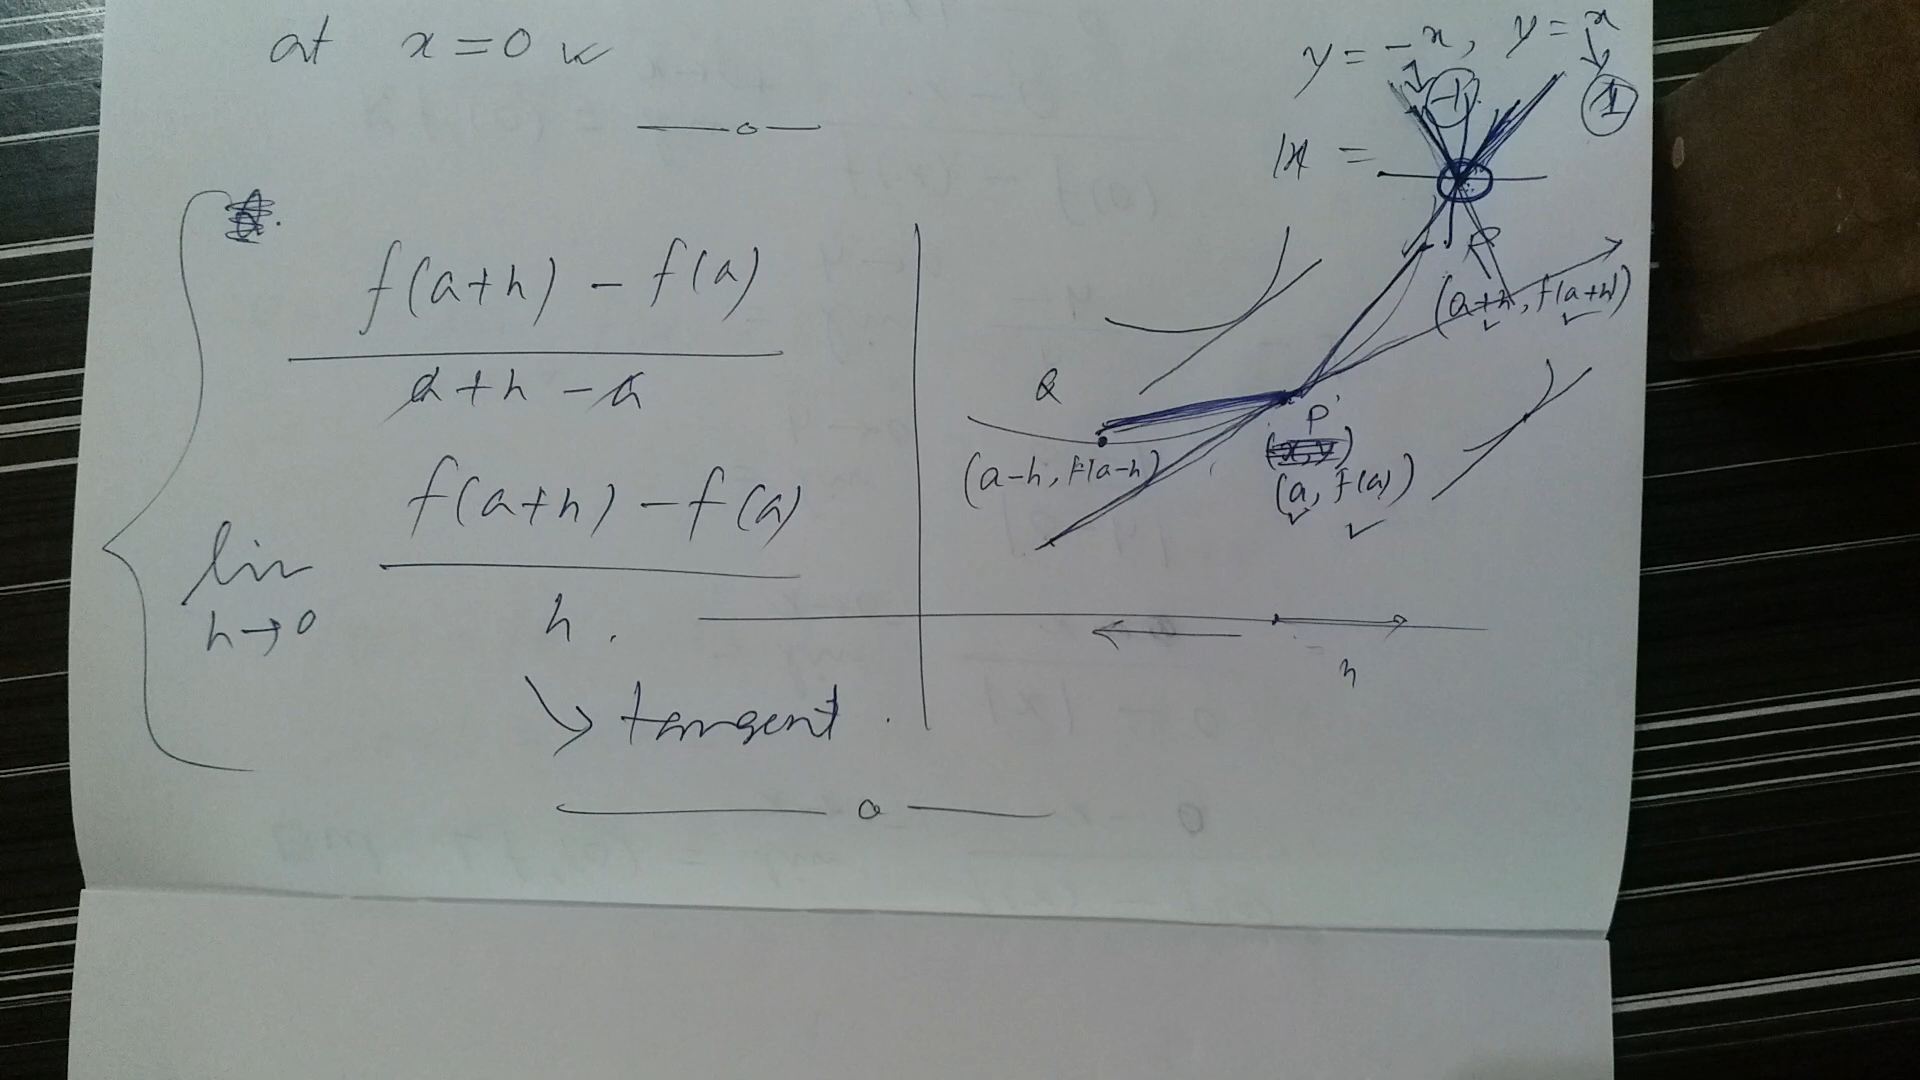 at x = 0
y = -x, y = x
-1
1
|x| =
f(a+h) - f(a)
a+h - a
(a+h, f(a+h))
Q
P
(x, y)
(a-h, f(a-h)
(a, f(a))
lim
h→0
f(a+h) - f(a)
h.
h
tangent.